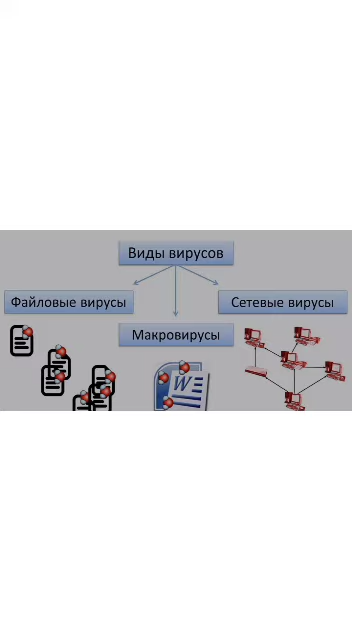 Виды вирусов
Файловые вирусы
Макровирусы
Сетевые вирусы
W